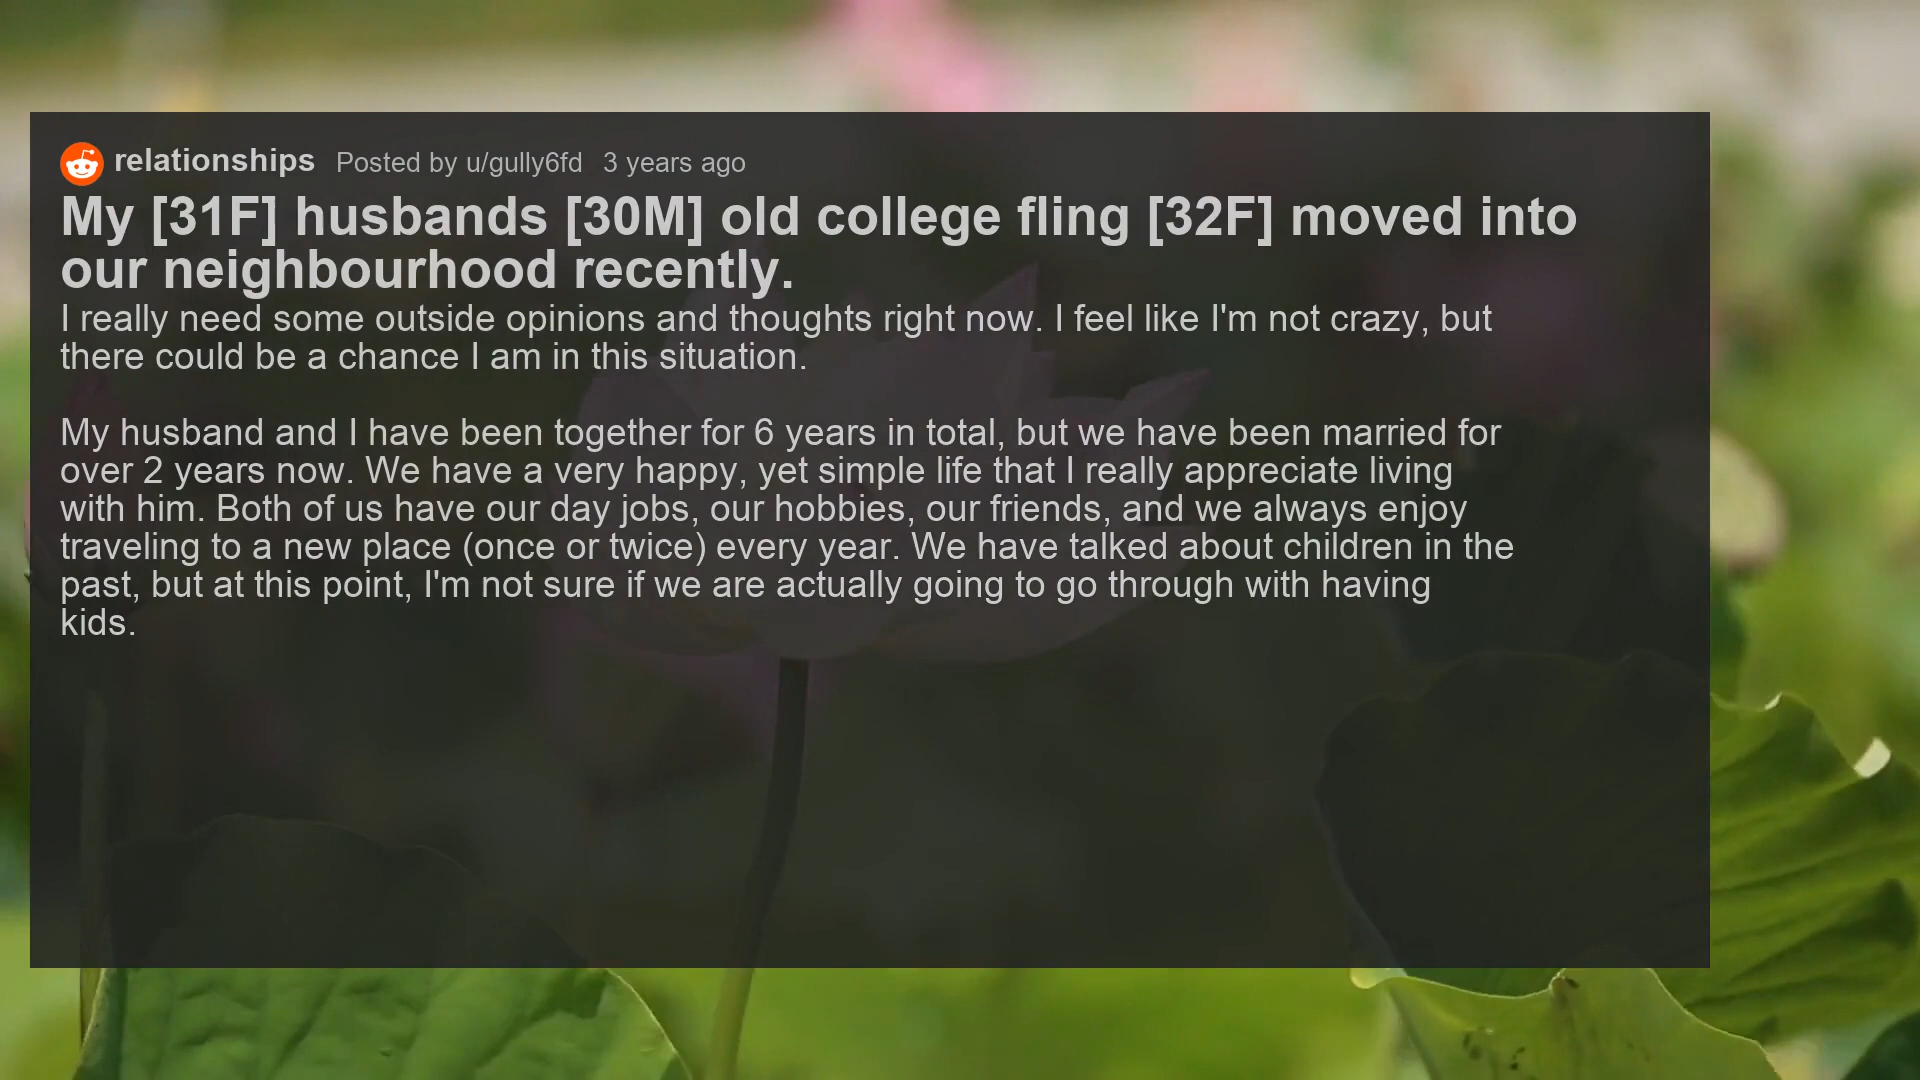 relationships Posted by u/gully6fd 3 years ago
My [31F] husbands [30M] old college fling [32F] moved into
our neighbourhood recently.
I really need some outside opinions and thoughts right now. I feel like I'm not crazy, but
there could be a chance I am in this situation.
My husband and I have been together for 6 years in total, but we have been married for
over 2 years now. We have a very happy, yet simple life that I really appreciate living
with him. Both of us have our day jobs, our hobbies, our friends, and we always enjoy
traveling to a new place (once or twice) every year. We have talked about children in the
past, but at this point, I'm not sure if we are actually going to go through with having
kids.